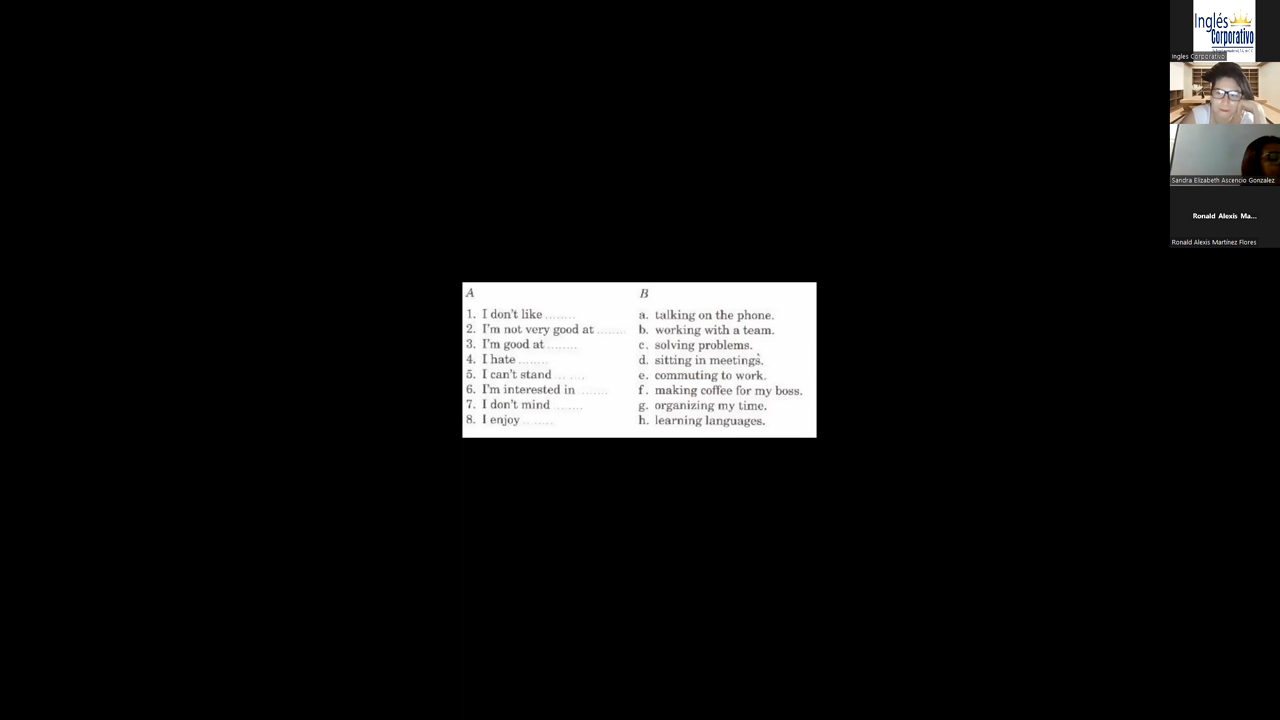 Inglés
Corporativo
Ingles Corporativo
Sandra Elizabeth Ascencio Gonzalez
Ronald Alexis Ma...
Ronald Alexis Martínez Flores
A
1. I don't like ........
2. I'm not very good at ........
3. I'm good at ........
4. I hate ........
5. I can't stand ........
6. I'm interested in ........
7. I don't mind ........
8. I enjoy ........
B
a. talking on the phone.
b. working with a team.
c. solving problems.
d. sitting in meetings.
e. commuting to work.
f. making coffee for my boss.
g. organizing my time.
h. learning languages.